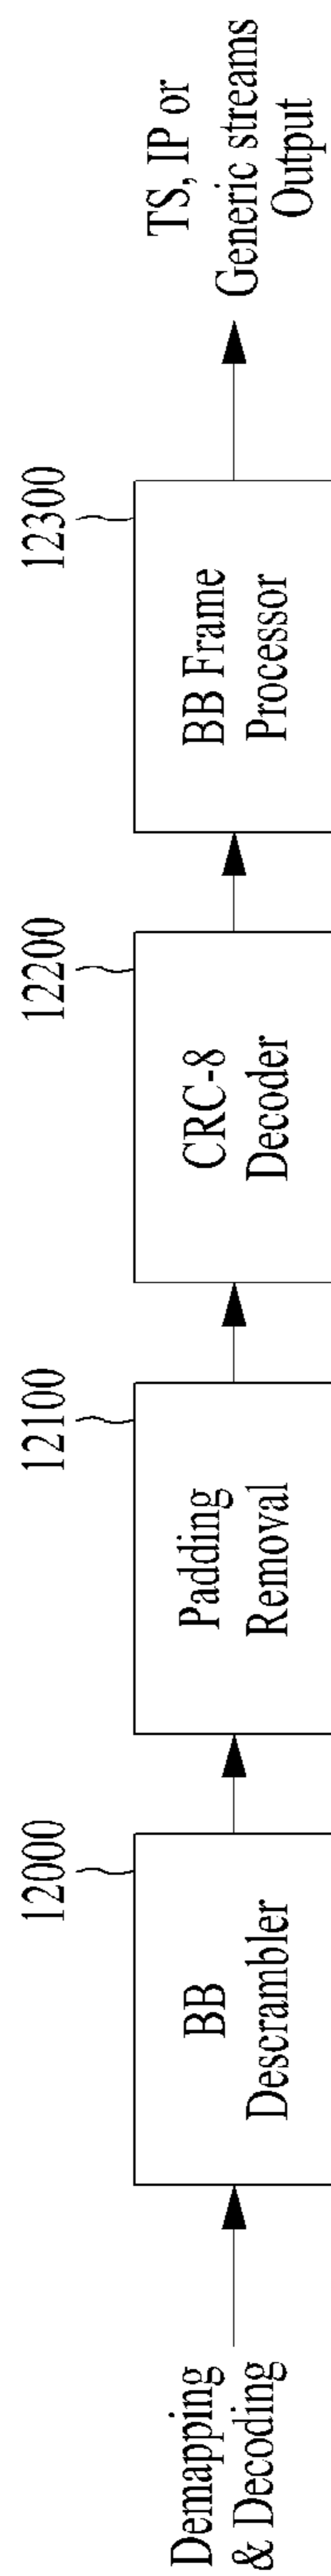 Demapping
& Decoding
12000
BB
Descrambler
12100
Padding
Removal
12200
CRC-8
Decoder
12300
BB Frame
Processor
TS, IP or
Generic streams
Output